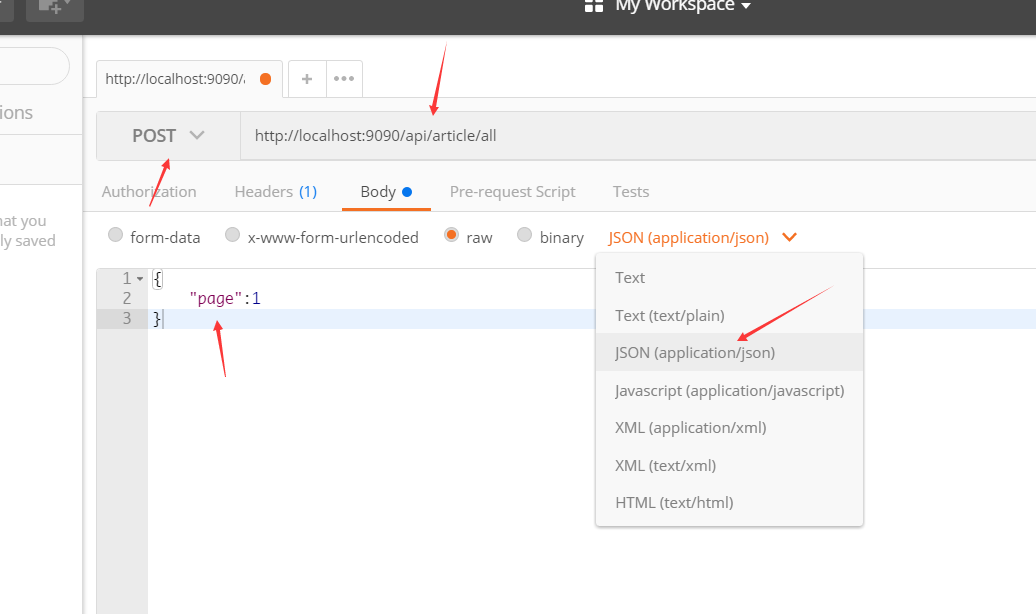 My Workspace
http://localhost:9090/
+
•••
ions
POST
http://localhost:9090/api/article/all
Authorization
Headers (1)
Body
Pre-request Script
Tests
hat you
ly saved
form-data
x-www-form-urlencoded
raw
binary
JSON (application/json)
1 {
2 "page":1
3 }
Text
Text (text/plain)
JSON (application/json)
Javascript (application/javascript)
XML (application/xml)
XML (text/xml)
HTML (text/html)